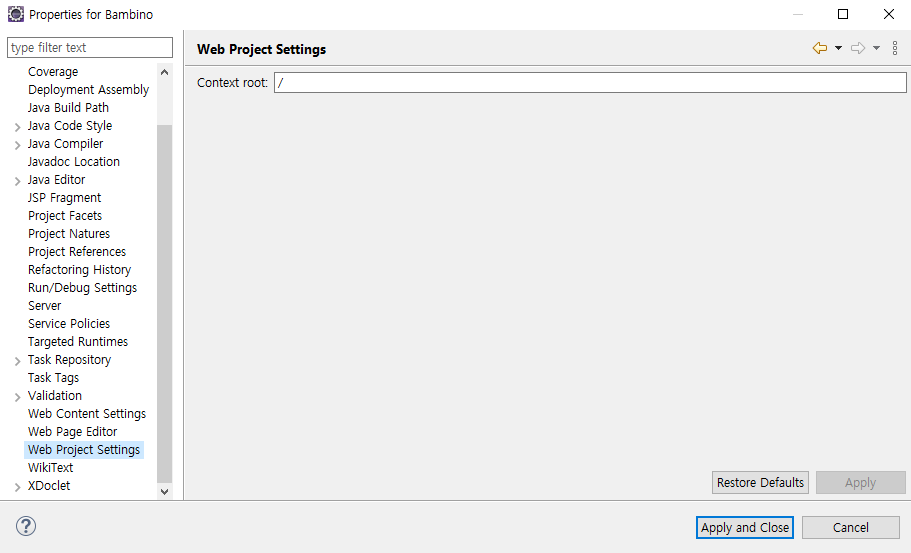 Properties for Bambino
type filter text
Coverage
Deployment Assembly
Java Build Path
Java Code Style
Java Compiler
Javadoc Location
Java Editor
JSP Fragment
Project Facets
Project Natures
Project References
Refactoring History
Run/Debug Settings
Server
Service Policies
Targeted Runtimes
Task Repository
Task Tags
Validation
Web Content Settings
Web Page Editor
Web Project Settings
WikiText
XDoclet
Web Project Settings
Context root: /
Restore Defaults Apply
? Apply and Close Cancel